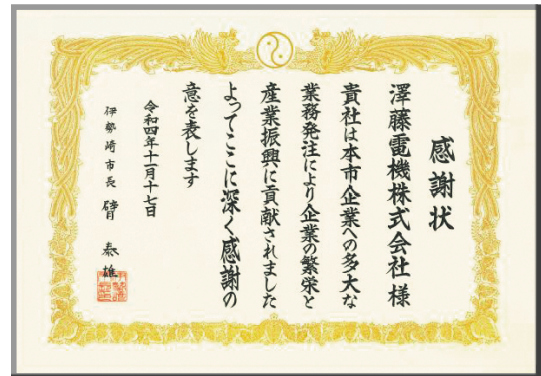 感謝状
澤藤電機株式会社様
貴社は本市企業への多大な
業務発注により企業の繁栄と
産業振興に貢献されました
よってここに深く感謝の
意を表します
令和四年十一月十七日
伊勢崎市長 臂泰雄